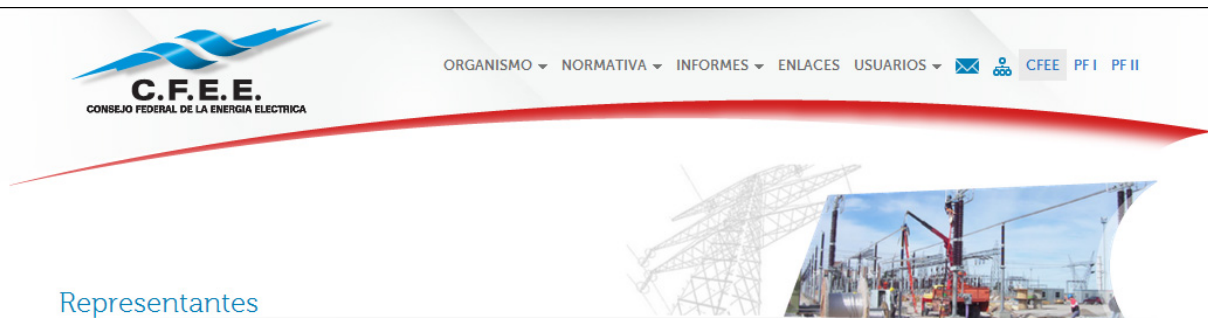 C.F.E.E.
CONSEJO FEDERAL DE LA ENERGIA ELECTRICA
ORGANISMO NORMATIVA INFORMES ENLACES USUARIOS CFEE PF I PF II
Representantes